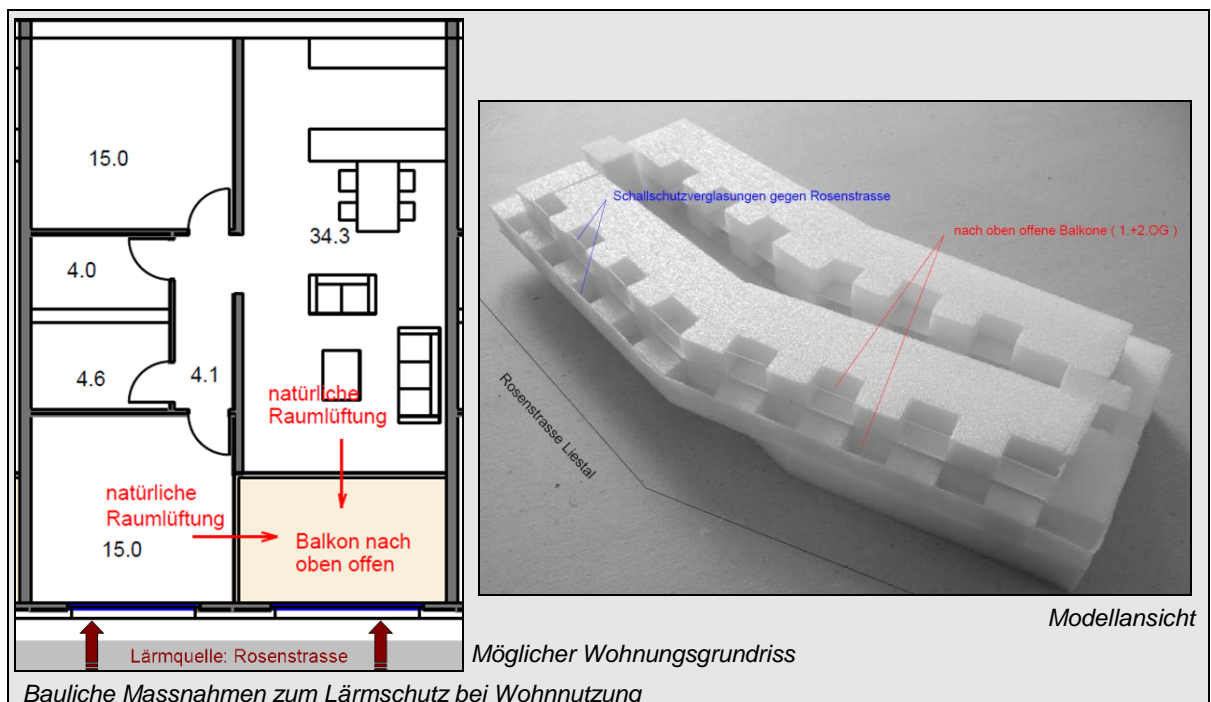 15.0
4.0
34.3
4.6
4.1
natürliche
Raumlüftung
natürliche
Raumlüftung
15.0
Balkon nach
oben offen
Lärmquelle: Rosenstrasse
Schallschutzverglasungen gegen Rosenstrasse
nach oben offene Balkone ( 1.+2.OG )
Rosenstrasse Liestal
Modellansicht
Möglicher Wohnungsgrundriss
Bauliche Massnahmen zum Lärmschutz bei Wohnnutzung